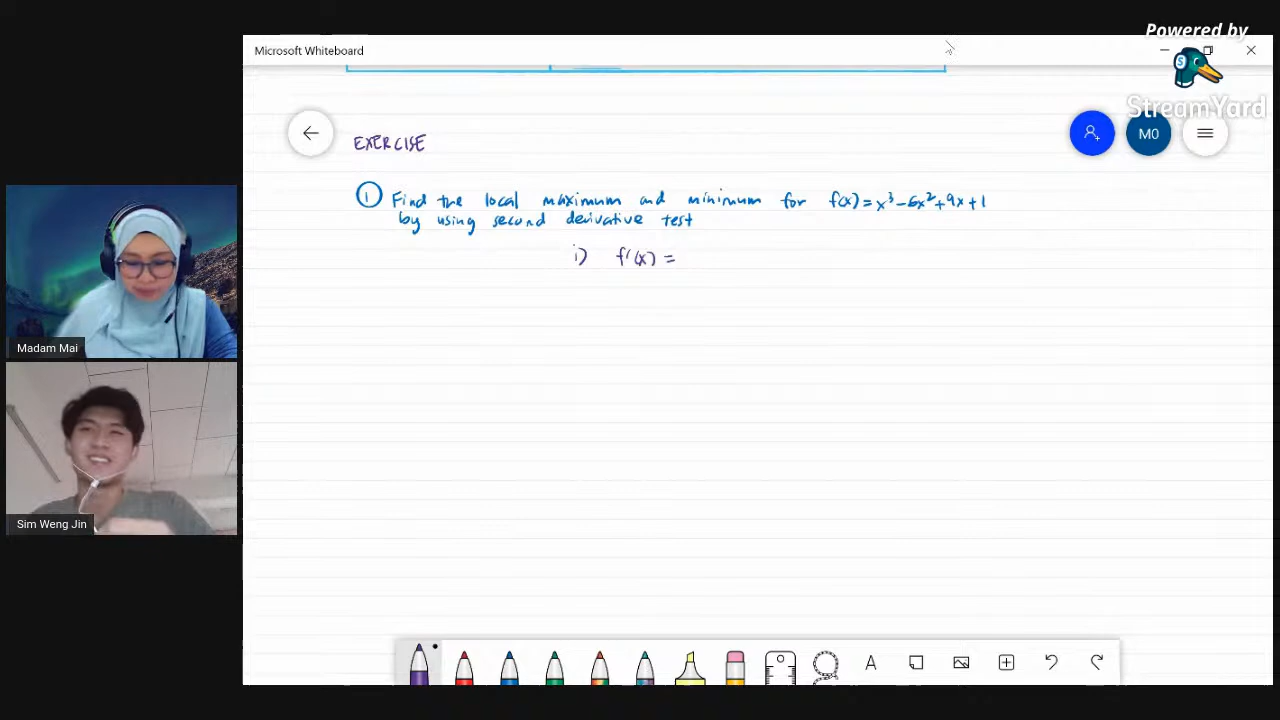 Powered by
Microsoft Whiteboard
StreamYard
M0
EXERCISE
① Find the local maximum and minimum for f(x)=x³-6x²+9x+1
by using second derivative test
i) f'(x) =
Madam Mai
Sim Weng Jin
A